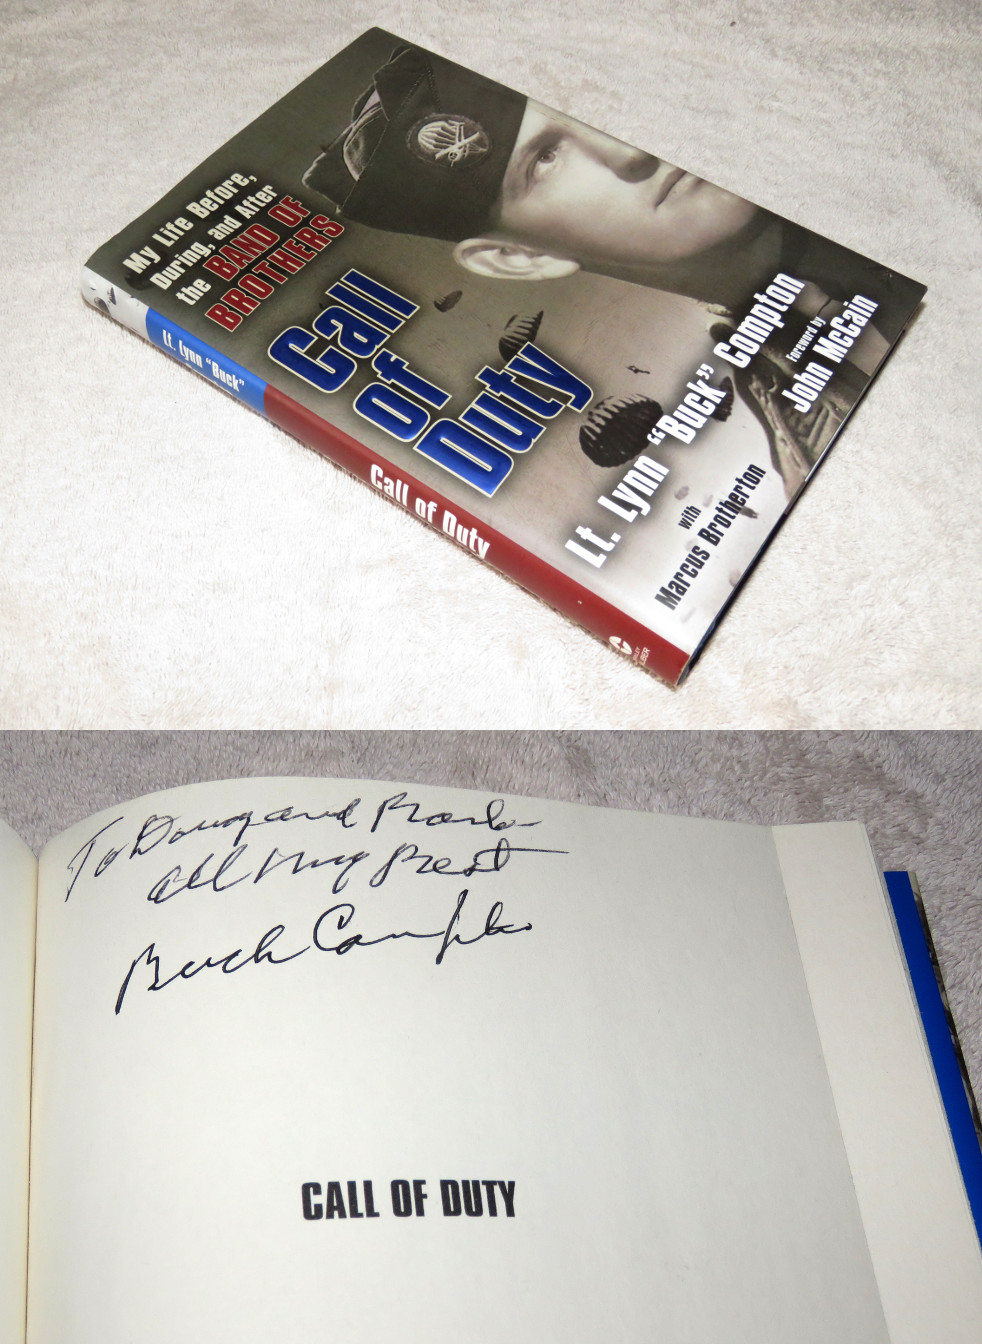 My Life Before,
During, and After
the BAND OF
BROTHERS
Call
of
Duty
Lt. Lynn "Buck" Compton
with
Marcus Brotherton
Foreword by
John McCain
Lt. Lynn "Buck"
Call of Duty
To Doug and
all my Best
Buck Compton
CALL OF DUTY